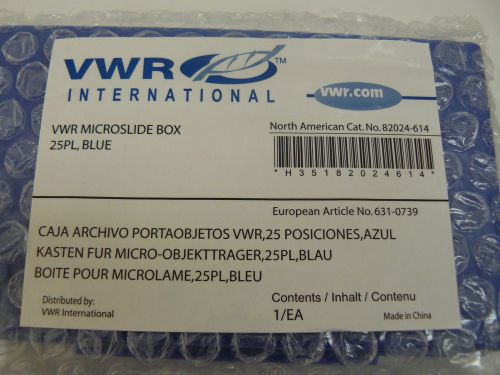 VWR™
INTERNATIONAL
vwr.com
VWR MICROSLIDE BOX
25PL, BLUE
North American Cat. No. 82024-614
*H35182024614*
European Article No. 631-0739
CAJA ARCHIVO PORTAOBJETOS VWR,25 POSICIONES,AZUL
KASTEN FUR MICRO-OBJEKTTRAGER,25PL,BLAU
BOITE POUR MICROLAME,25PL,BLEU
Distributed by:
VWR International
Contents / Inhalt / Contenu
1/EA
Made in China